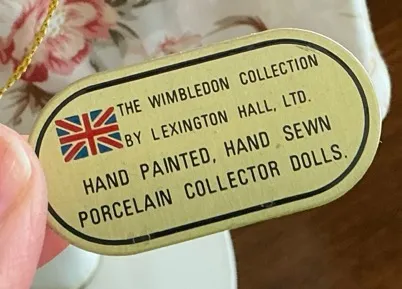 THE WIMBLEDON COLLECTION
BY LEXINGTON HALL, LTD.
HAND PAINTED, HAND SEWN
PORCELAIN COLLECTOR DOLLS.